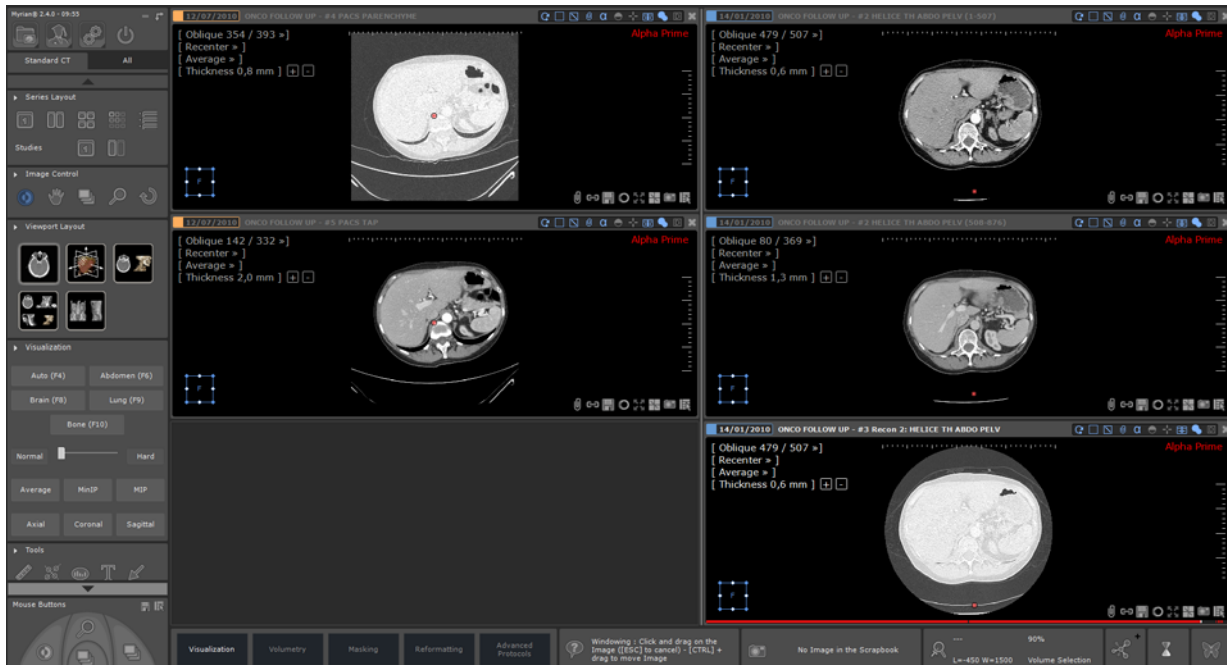 Myrian® 2.4.0 - 09:55
Standard CT
All
Series Layout
Studies
Image Control
Viewport Layout
Visualization
Auto (F4)
Abdomen (F6)
Brain (F8)
Lung (F9)
Bone (F10)
Normal
Hard
Average
MinIP
MIP
Axial
Coronal
Sagittal
Tools
Mouse Buttons
12/07/2010 ONCO FOLLOW UP - #4 PACS PARENCHYME
[ Oblique 354 / 393 »]
[ Recenter » ]
[ Average » ]
[ Thickness 0,8 mm ] + -
Alpha Prime
F
14/01/2010 ONCO FOLLOW UP - #2 HELICE TH ABDO PELV (1-507)
[ Oblique 479 / 507 »]
[ Recenter » ]
[ Average » ]
[ Thickness 0,6 mm ] + -
Alpha Prime
F
12/07/2010 ONCO FOLLOW UP - #5 PACS TAP
[ Oblique 142 / 332 »]
[ Recenter » ]
[ Average » ]
[ Thickness 2,0 mm ] + -
Alpha Prime
F
14/01/2010 ONCO FOLLOW UP - #2 HELICE TH ABDO PELV (508-876)
[ Oblique 80 / 369 »]
[ Recenter » ]
[ Average » ]
[ Thickness 1,3 mm ] + -
Alpha Prime
F
14/01/2010 ONCO FOLLOW UP - #3 Recon 2: HELICE TH ABDO PELV
[ Oblique 479 / 507 »]
[ Recenter » ]
[ Average » ]
[ Thickness 0,6 mm ] + -
Alpha Prime
F
Visualization
Volumetry
Masking
Reformatting
Advanced
Protocols
Windowing : Click and drag on the
Image ([ESC] to cancel) - [CTRL] +
drag to move Image
No Image in the Scrapbook
---
L=-450 W=1500
90%
Volume Selection